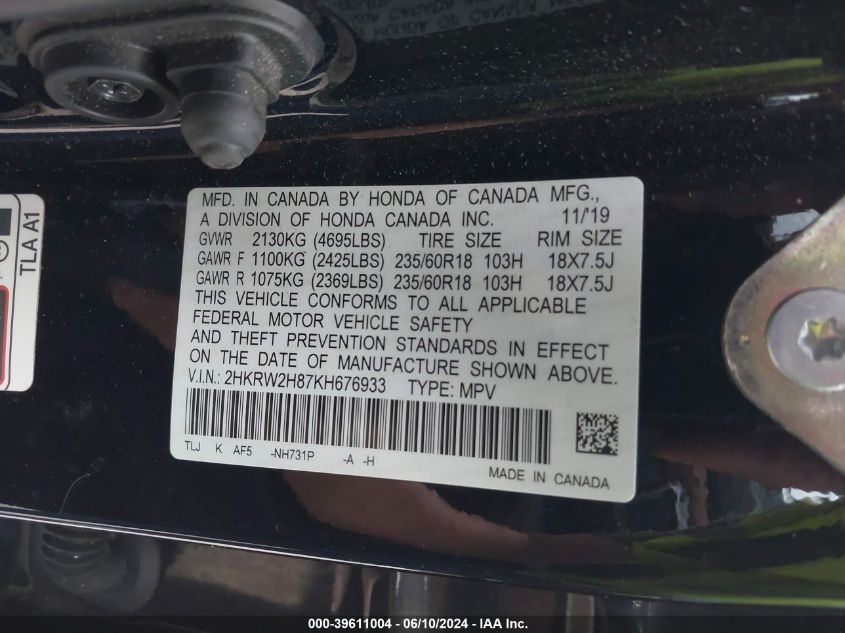 TLA A1
MFD. IN CANADA BY HONDA OF CANADA MFG.,
A DIVISION OF HONDA CANADA INC. 11/'19
GVWR 2130KG (4695LBS) TIRE SIZE RIM SIZE
GAWR F 1100KG (2425LBS) 235/60R18 103H 18X7.5J
GAWR R 1075KG (2369LBS) 235/60R18 103H 18X7.5J
THIS VEHICLE CONFORMS TO ALL APPLICABLE
FEDERAL MOTOR VEHICLE SAFETY
AND THEFT PREVENTION STANDARDS IN EFFECT
ON THE DATE OF MANUFACTURE SHOWN ABOVE.
V.I.N.: 2HKRW2H87KH676933 TYPE: MPV
TLJ K AF5 -NH731P -A -H
MADE IN CANADA
000-39611004 / 06/10/2024 - IAA Inc.